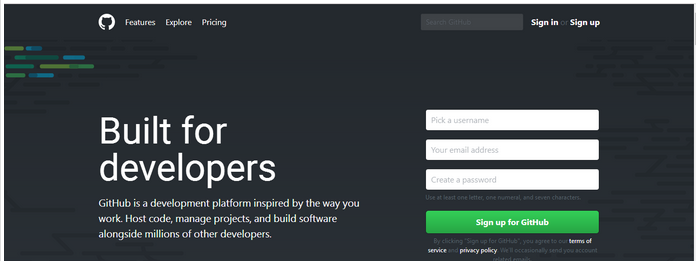 Features Explore Pricing Search GitHub Sign in or Sign up
Built for
developers
GitHub is a development platform inspired by the way you
work. Host code, manage projects, and build software
alongside millions of other developers.
Pick a username
Your email address
Create a password
Use at least one letter, one numeral, and seven characters.
Sign up for GitHub
By clicking "Sign up for GitHub", you agree to our terms of
service and privacy policy. We'll occasionally send you account
related emails.